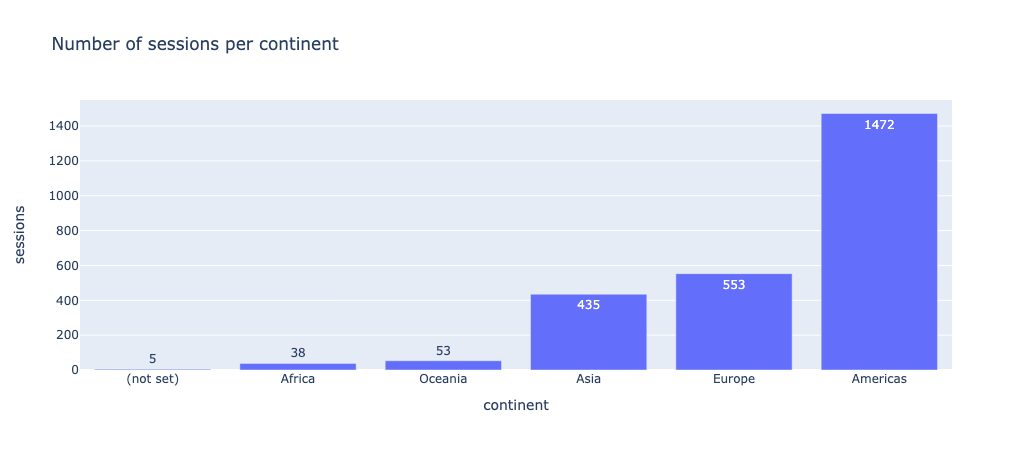 Number of sessions per continent
1400
1200
1000
800
600
400
200
0
sessions
5
38
53
435
553
1472
(not set)
Africa
Oceania
Asia
Europe
Americas
continent